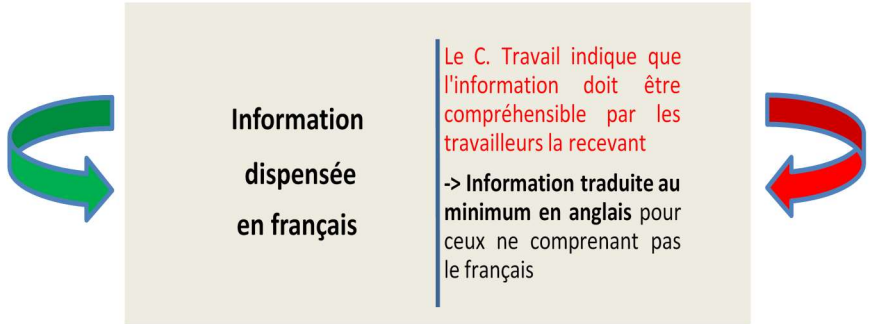 Information
dispensée
en français
Le C. Travail indique que
l'information doit être
compréhensible par les
travailleurs la recevant
-> Information traduite au
minimum en anglais pour
ceux ne comprenant pas
le français